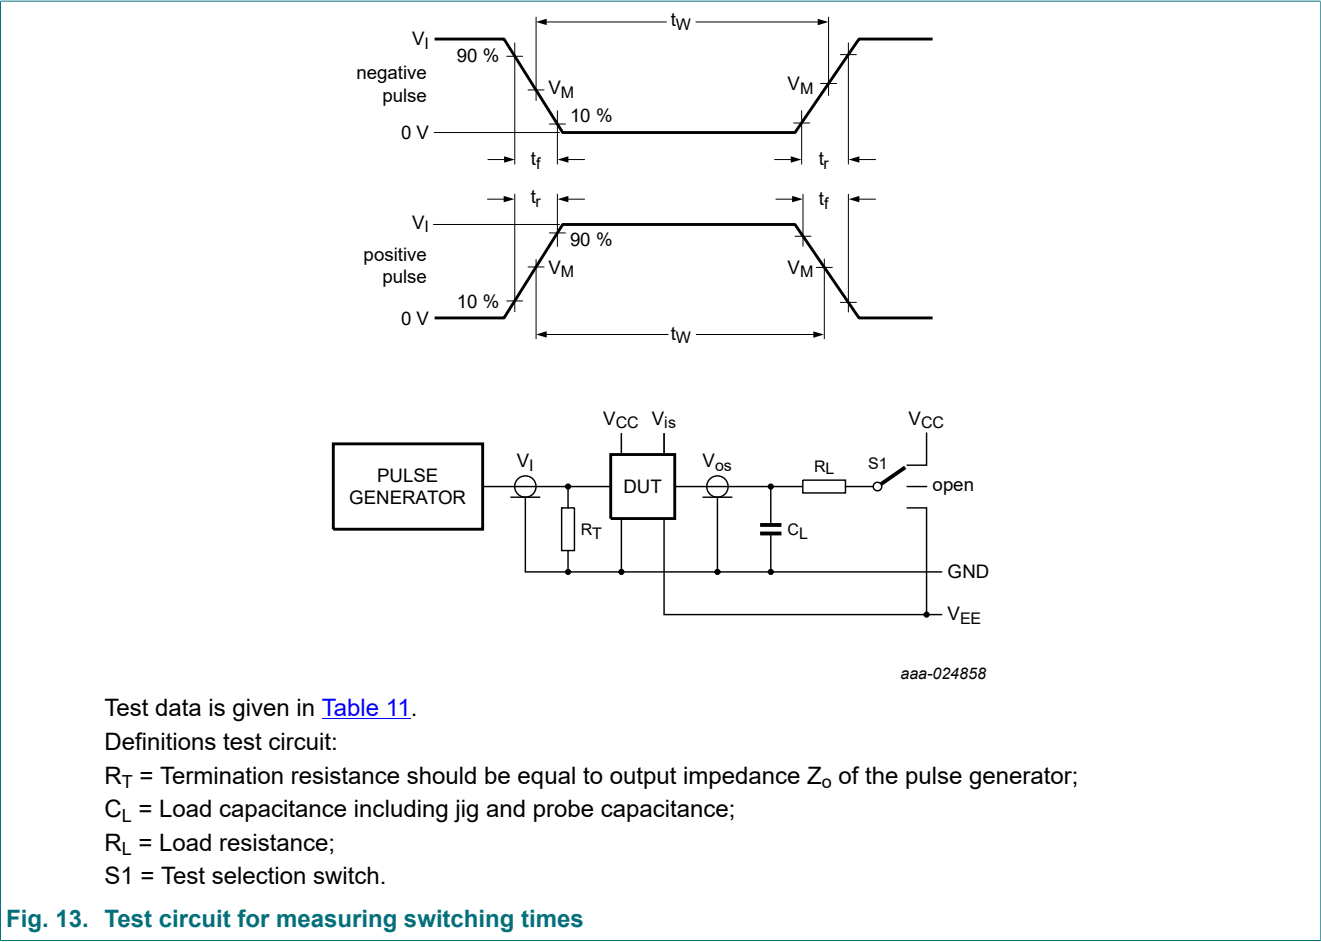 tW
VI
90 %
negative
pulse
VM
VM
10 %
0 V
tf
tr
tr
tf
VI
90 %
positive
pulse
VM
VM
10 %
0 V
tW
VCC
Vis
VCC
PULSE
GENERATOR
VI
DUT
Vos
RL
S1
open
RT
CL
GND
VEE
aaa-024858
Test data is given in Table 11.
Definitions test circuit:
RT = Termination resistance should be equal to output impedance Zo of the pulse generator;
CL = Load capacitance including jig and probe capacitance;
RL = Load resistance;
S1 = Test selection switch.
Fig. 13. Test circuit for measuring switching times